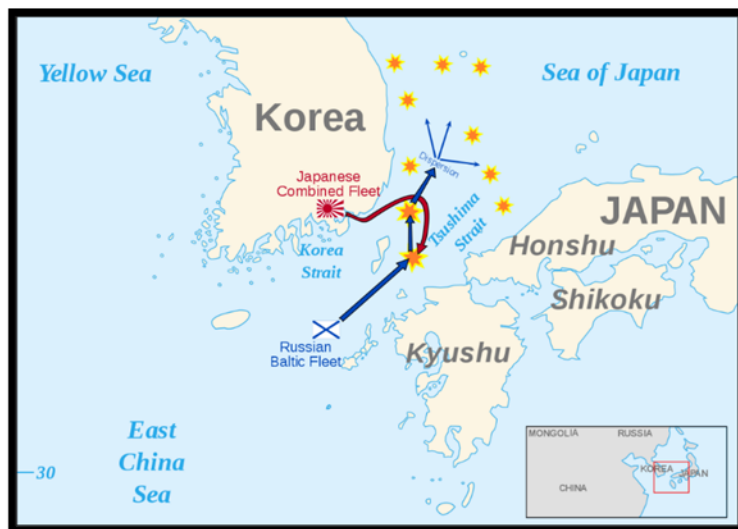 Yellow Sea
Sea of Japan
Korea
Dispersion
Japanese
Combined Fleet
JAPAN
Tsushima
Strait
Honshu
Korea
Strait
Shikoku
Russian
Baltic Fleet
Kyushu
East
China
Sea
30
MONGOLIA
RUSSIA
KOREA
JAPAN
CHINA